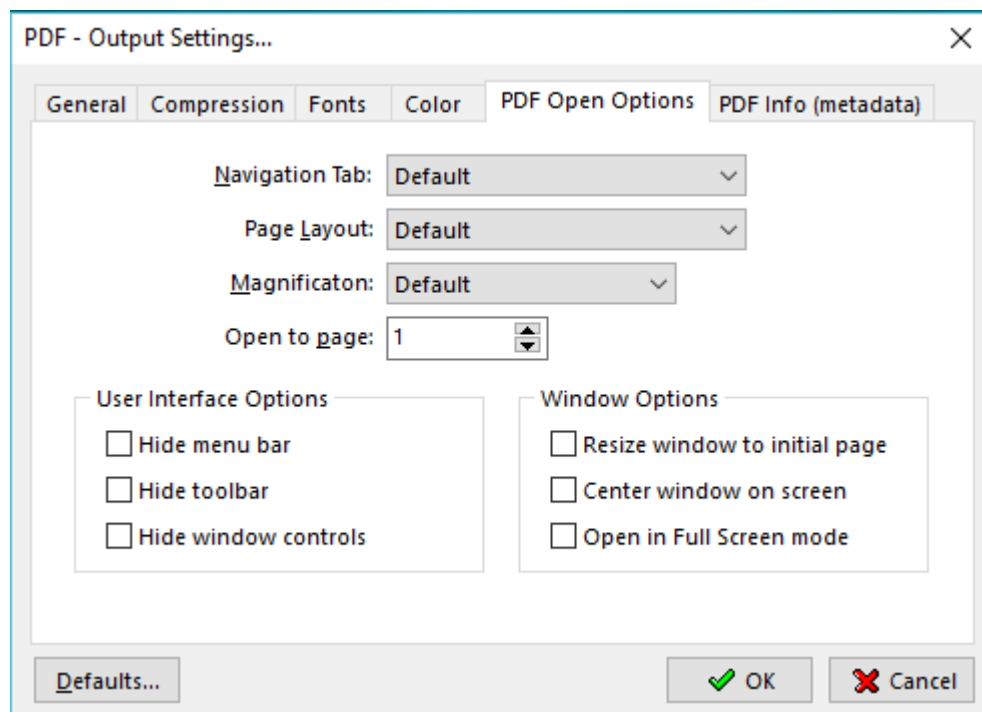 PDF - Output Settings...
General Compression Fonts Color PDF Open Options PDF Info (metadata)
Navigation Tab: Default
Page Layout: Default
Magnificaton: Default
Open to page: 1
User Interface Options
Hide menu bar
Hide toolbar
Hide window controls
Window Options
Resize window to initial page
Center window on screen
Open in Full Screen mode
Defaults... OK Cancel